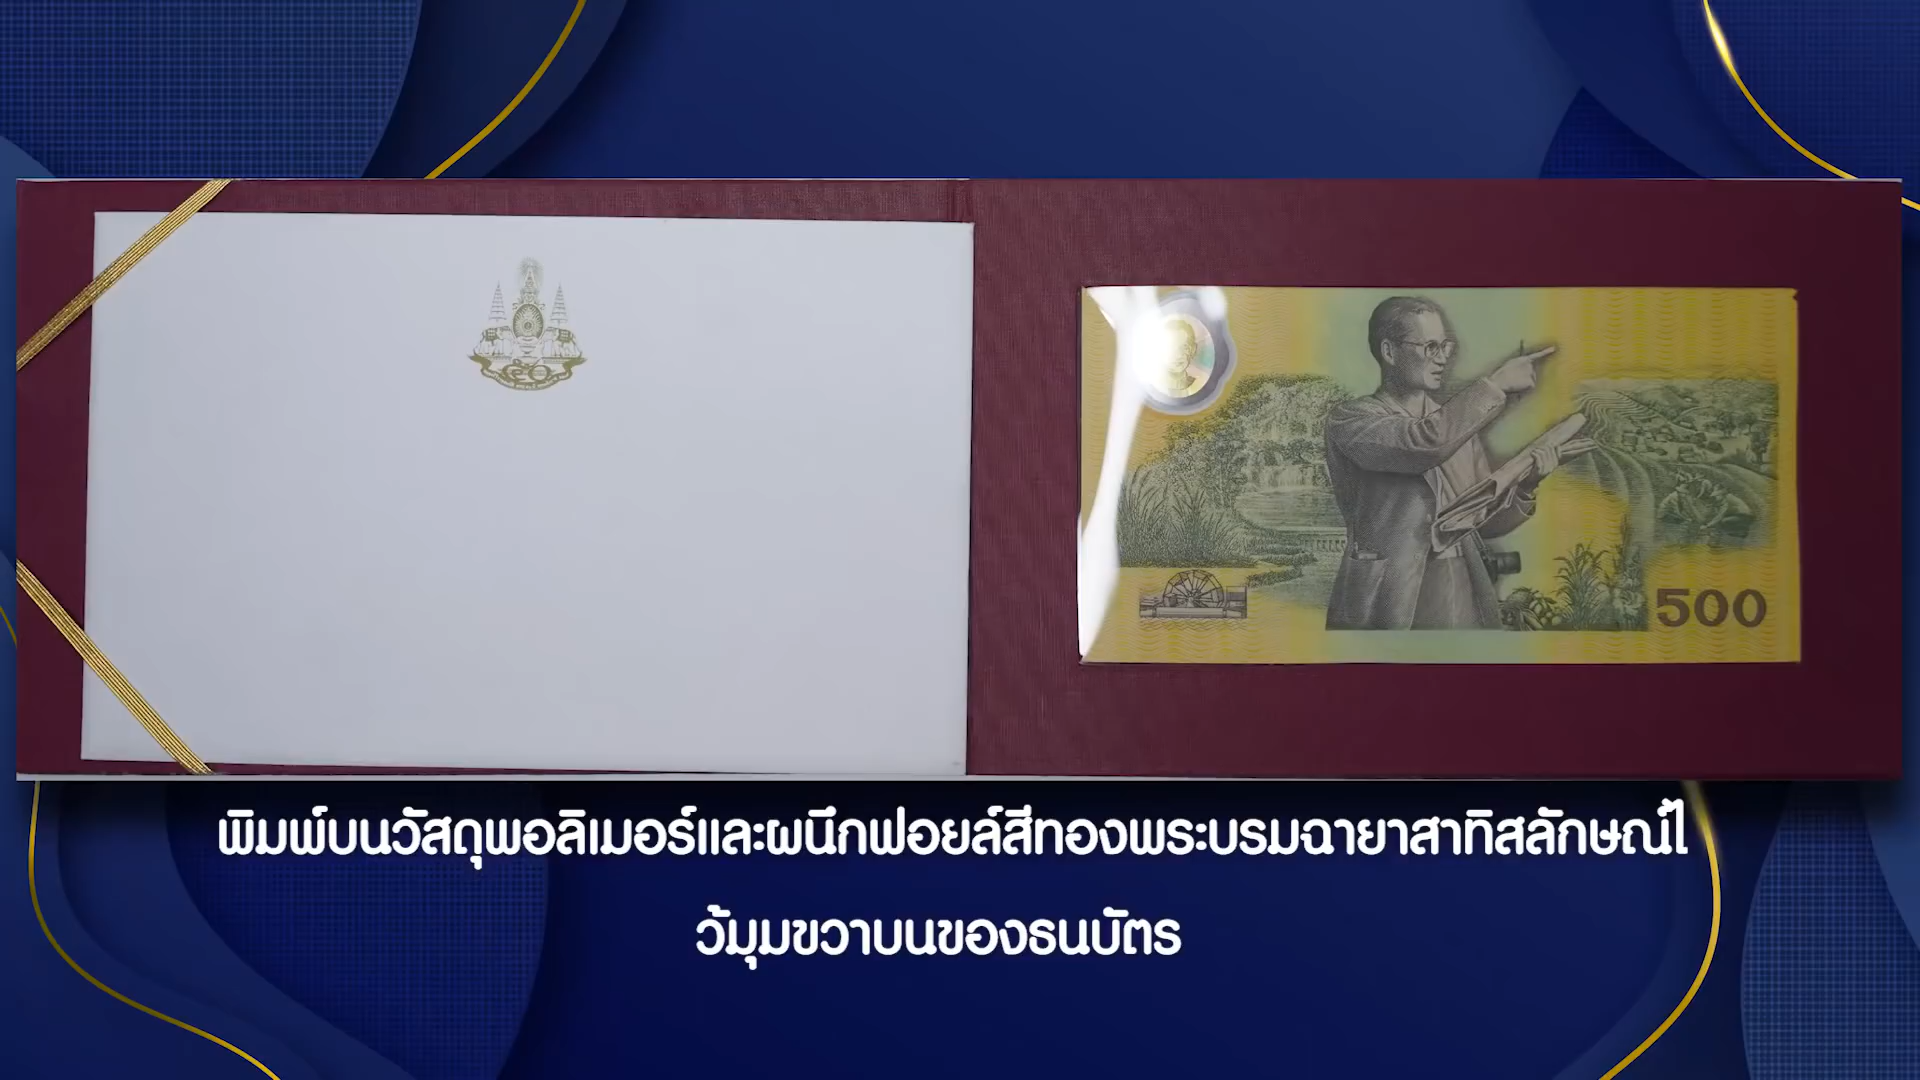 ๕๐
500
พิมพ์บนวัสดุพอลิเมอร์และผนึกฟอยล์สีทองพระบรมฉายาสาทิสลักษณ์ไ
ว้มุมขวาบนของธนบัตร